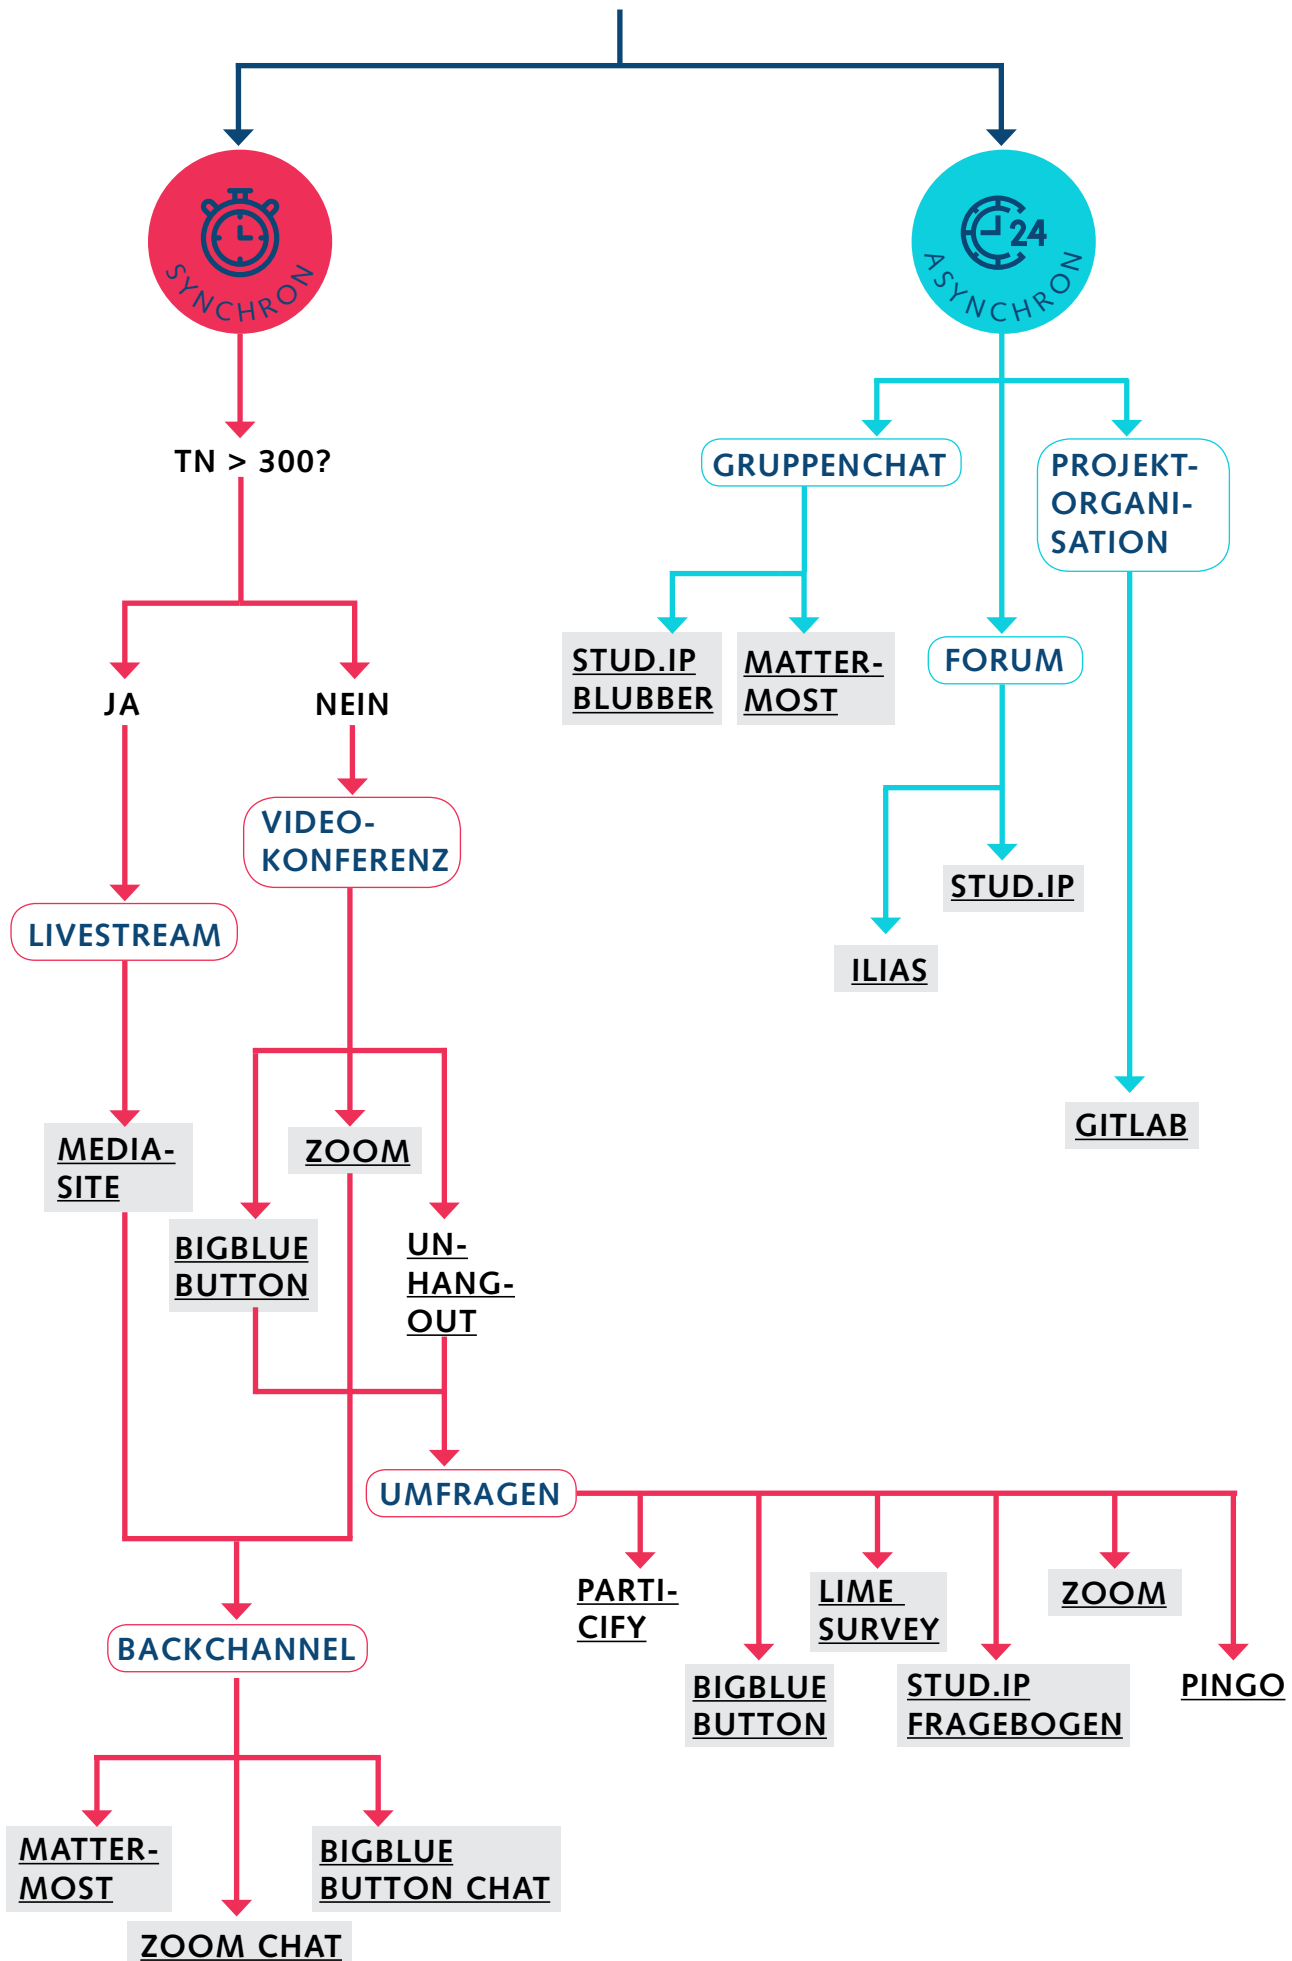 24
SYNCHRON
ASYNCHRON
TN > 300?
GRUPPENCHAT
PROJEKT-
ORGANI-
SATION
STUD.IP
BLUBBER
MATTER-
MOST
FORUM
JA
NEIN
VIDEO-
KONFERENZ
STUD.IP
LIVESTREAM
ILIAS
GITLAB
MEDIA-
SITE
ZOOM
BIGBLUE
BUTTON
UN-
HANG-
OUT
UMFRAGEN
PARTI-
CIFY
LIME
SURVEY
ZOOM
BACKCHANNEL
BIGBLUE
BUTTON
STUD.IP
FRAGEBOGEN
PINGO
MATTER-
MOST
BIGBLUE
BUTTON CHAT
ZOOM CHAT